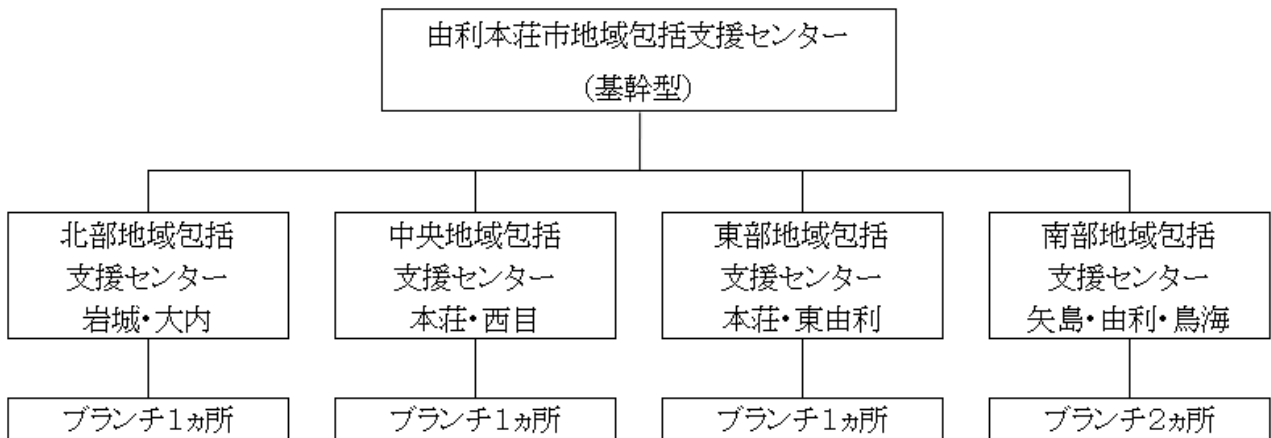 由利本荘市地域包括支援センター
（基幹型）
北部地域包括
支援センター
岩城・大内
中央地域包括
支援センター
本荘・西目
東部地域包括
支援センター
本荘・東由利
南部地域包括
支援センター
矢島・由利・鳥海
ブランチ１ヵ所
ブランチ１ヵ所
ブランチ１ヵ所
ブランチ２ヵ所